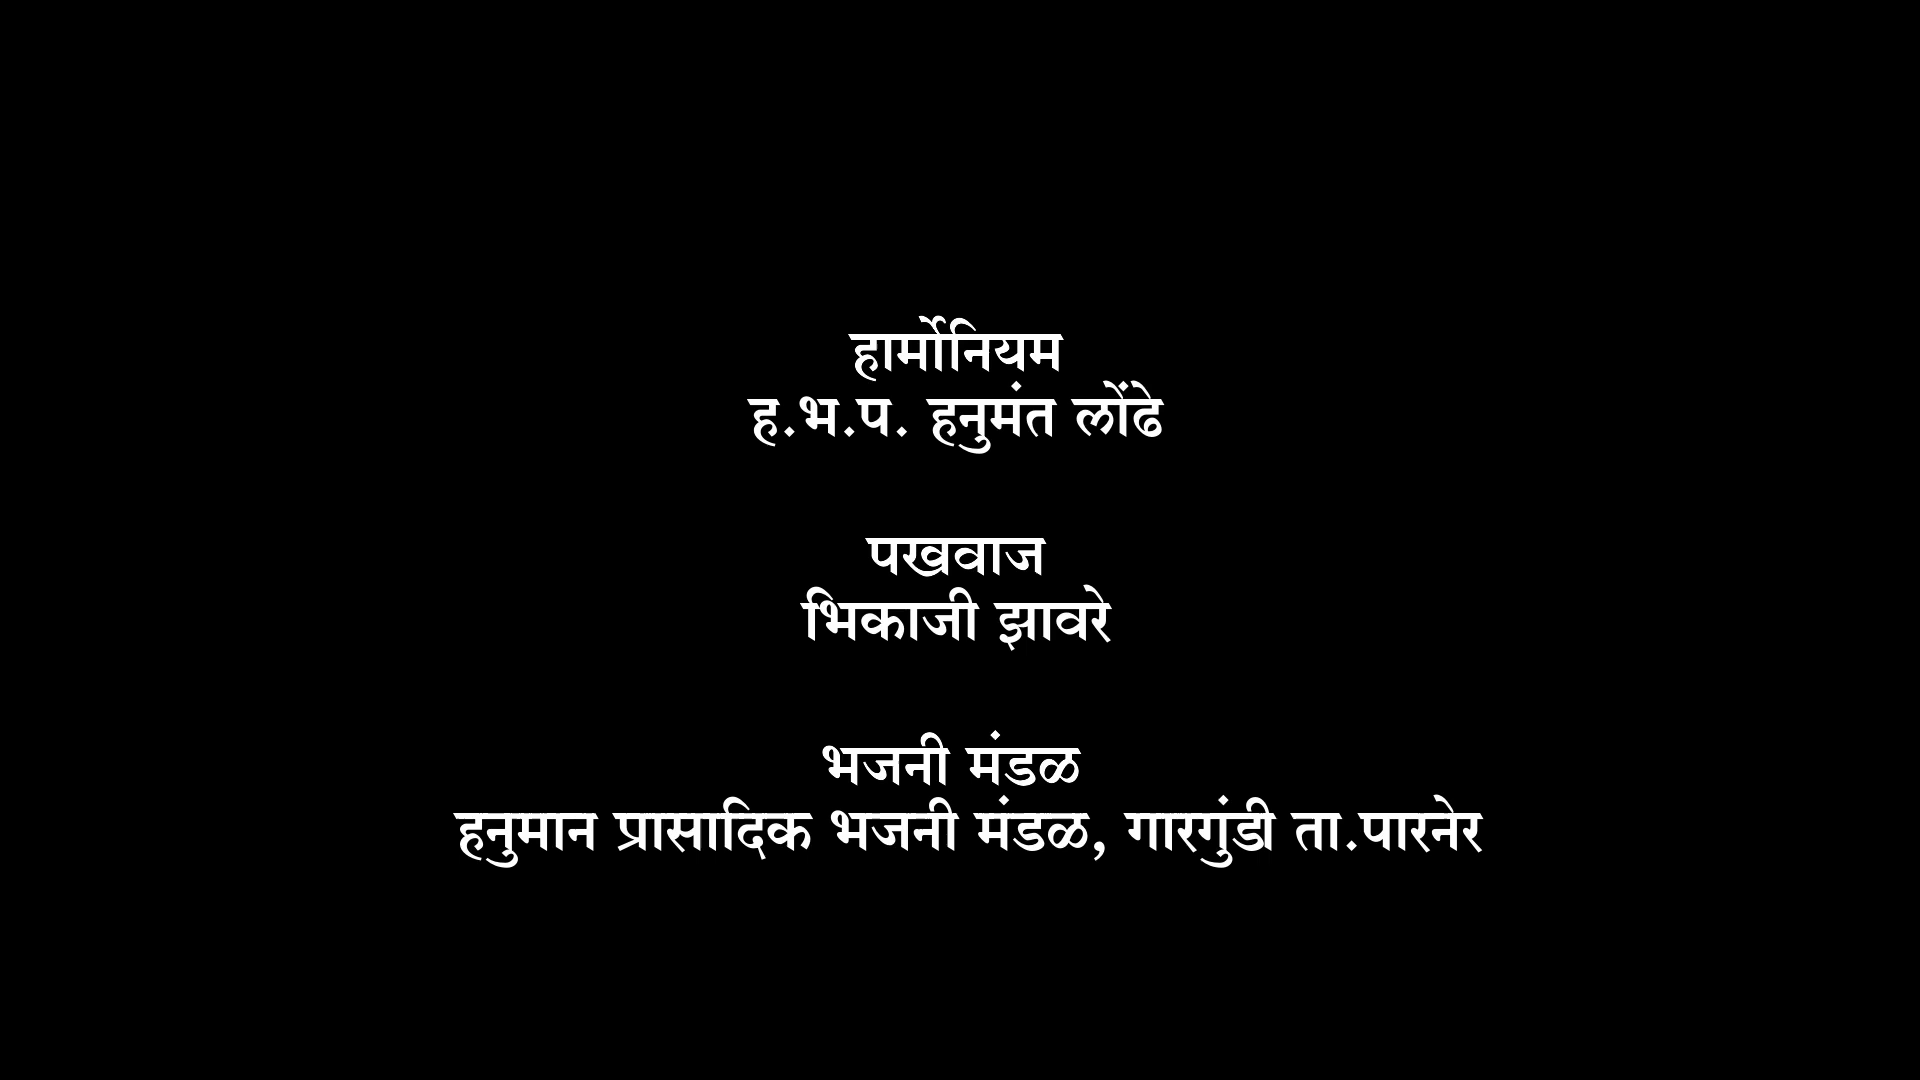 हार्मोनियम
ह.भ.प. हनुमंत लोंढे
पखवाज
भिकाजी झावरे
भजनी मंडळ
हनुमान प्रासादिक भजनी मंडळ, गारगुंडी ता.पारनेर